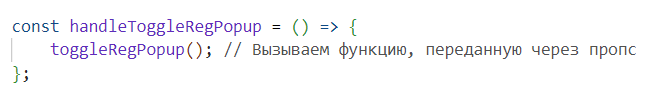 const handleToggleRegPopup = () => {
    toggleRegPopup(); // Вызываем функцию, переданную через пропс
};